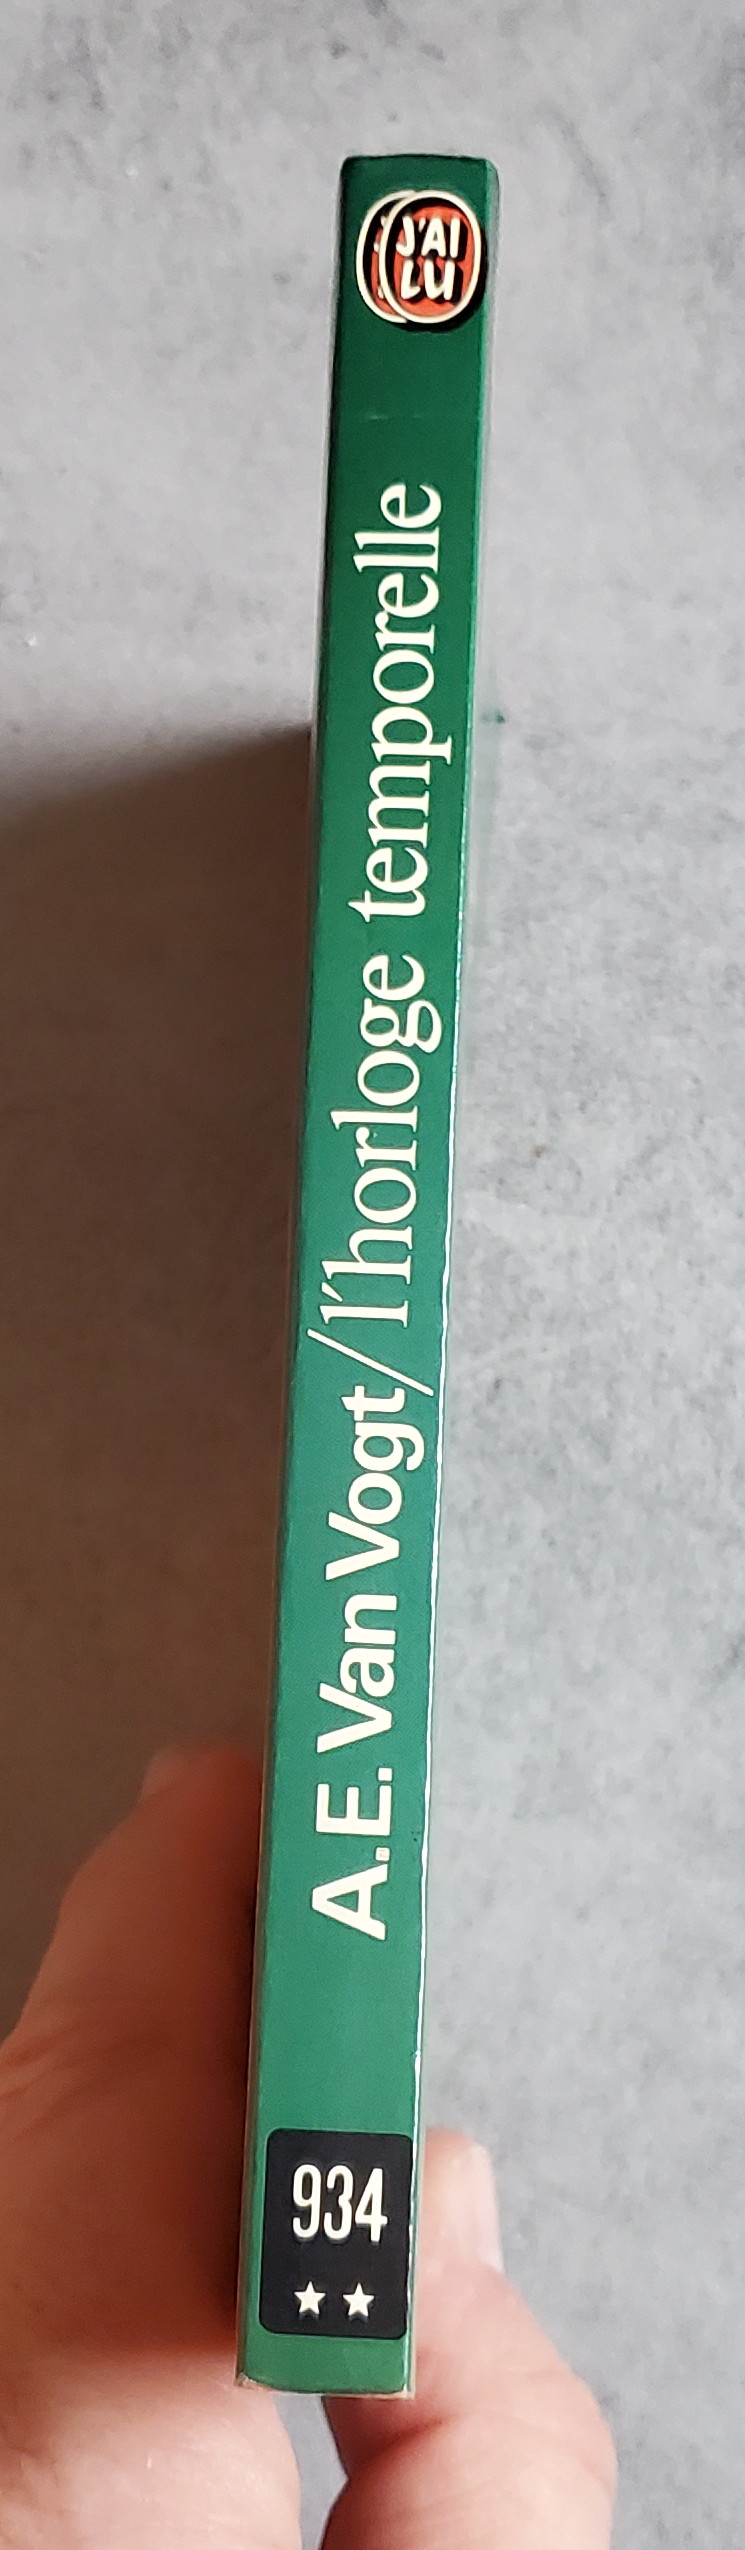 J'AI
LU
A.E. Van Vogt/l'horloge temporelle
934
★ ★